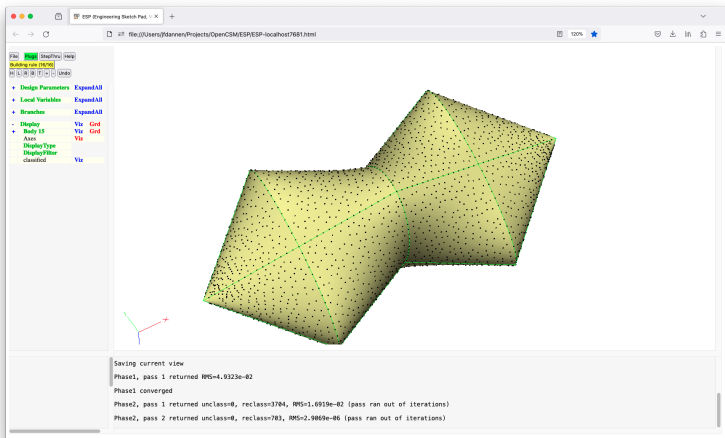 ESP (Engineering Sketch Pad, V
file:///Users/jfdannen/Projects/OpenCSM/ESP/ESP-localhost7681.html
120%
File Plugs StepThru Help
Building rule (16/16)
H L R B T + - Undo
+ Design Parameters ExpandAll
+ Local Variables ExpandAll
+ Branches ExpandAll
- Display Viz Grd
+ Body 15 Viz Grd
Axes Viz
DisplayType
DisplayFilter
classified Viz
Saving current view
Phase1, pass 1 returned RMS=4.9323e-02
Phase1 converged
Phase2, pass 1 returned unclass=0, reclass=3704, RMS=1.6919e-02 (pass ran out of iterations)
Phase2, pass 2 returned unclass=0, reclass=703, RMS=2.9069e-06 (pass ran out of iterations)